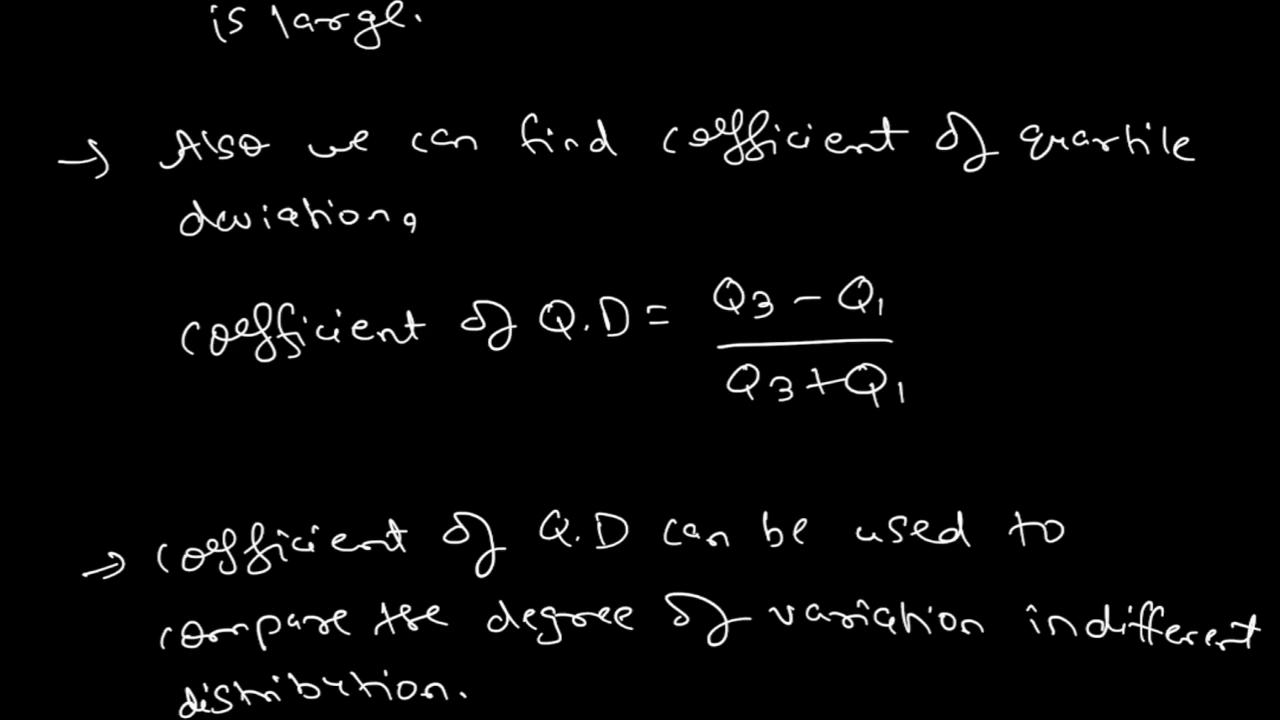 is large.
→ Also we can find coefficient of quartile
deviation,
coefficient of Q.D = Q3 - Q1 / Q3 + Q1
→ coefficient of Q.D can be used to
compare the degree of variation in different
distribution.